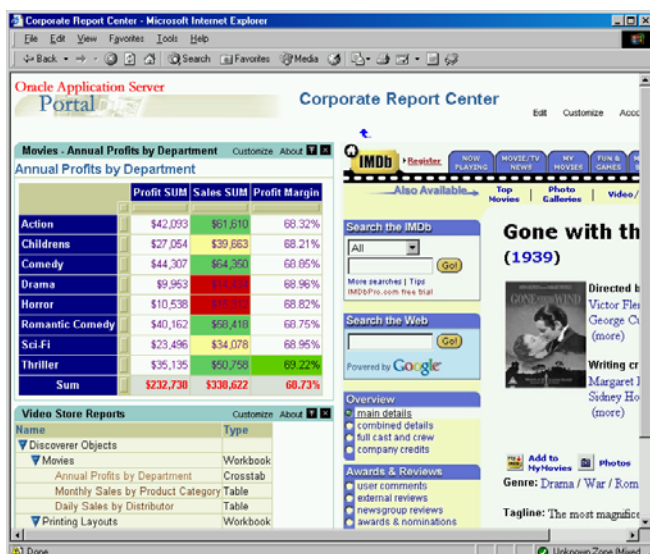 Corporate Report Center - Microsoft Internet Explorer
File Edit View Favorites Tools Help
Back Search Favorites Media
Oracle Application Server
Portal
Corporate Report Center
Edit Customize Acco
Movies - Annual Profits by Department Customize About
Annual Profits by Department
Profit SUM Sales SUM Profit Margin
Action $42,093 $61,610 68.32%
Childrens $27,054 $39,663 68.21%
Comedy $44,307 $64,350 68.85%
Drama $9,953 68.96%
Horror $10,538 68.82%
Romantic Comedy $40,162 $58,418 68.75%
Sci-Fi $23,496 $34,078 68.95%
Thriller $35,135 $50,758 69.22%
Sum $232,738 $338,622 68.73%
Video Store Reports Customize About
Name Type
Discoverer Objects
Movies Workbook
Annual Profits by Department Crosstab
Monthly Sales by Product Category Table
Daily Sales by Distributor Table
Printing Layouts Workbook
t.
IMDb Register NOW PLAYING MOVIE/TV NEWS MY MOVIES FUN & GAMES
Also Available Top Movies Photo Galleries Video/
Search the IMDb
All
Go!
More searches | Tips
IMDbPro.com free trial
Search the Web
Go!
Powered by Google
Overview
main details
combined details
full cast and crew
company credits
Awards & Reviews
user comments
external reviews
newsgroup reviews
awards & nominations
Gone with th
(1939)
GONE WITH THE WIND
Directed b
Victor Fle
George Cu
(more)
Writing cr
Margaret
Sidney Ho
(more)
Add to MyMovies Photos
Genre: Drama / War / Rom
Tagline: The most magnific
Done Unknown Zone (Mixed